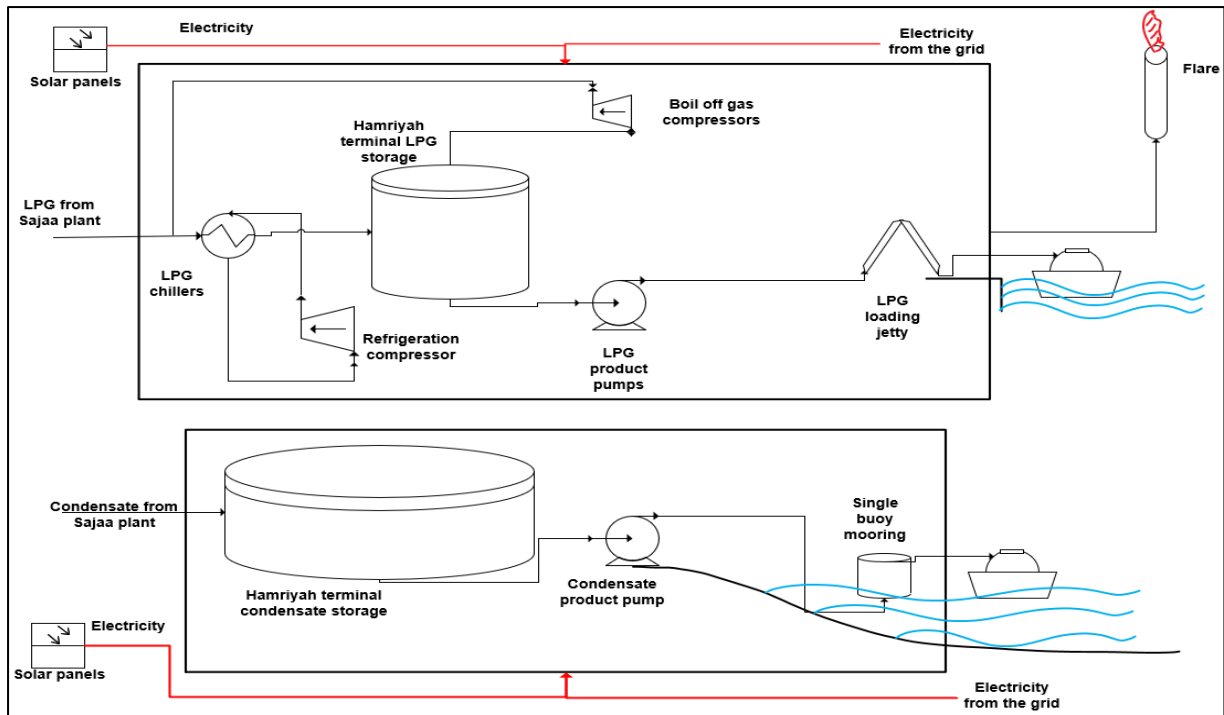 Electricity
Electricity
from the grid
Solar panels
Flare
Boil off gas
compressors
Hamriyah
terminal LPG
storage
LPG from
Sajaa plant
LPG
chillers
Refrigeration
compressor
LPG
product
pumps
LPG
loading
jetty
Condensate from
Sajaa plant
Single
buoy
mooring
Hamriyah terminal
condensate storage
Condensate
product pump
Electricity
Solar panels
Electricity
from the grid